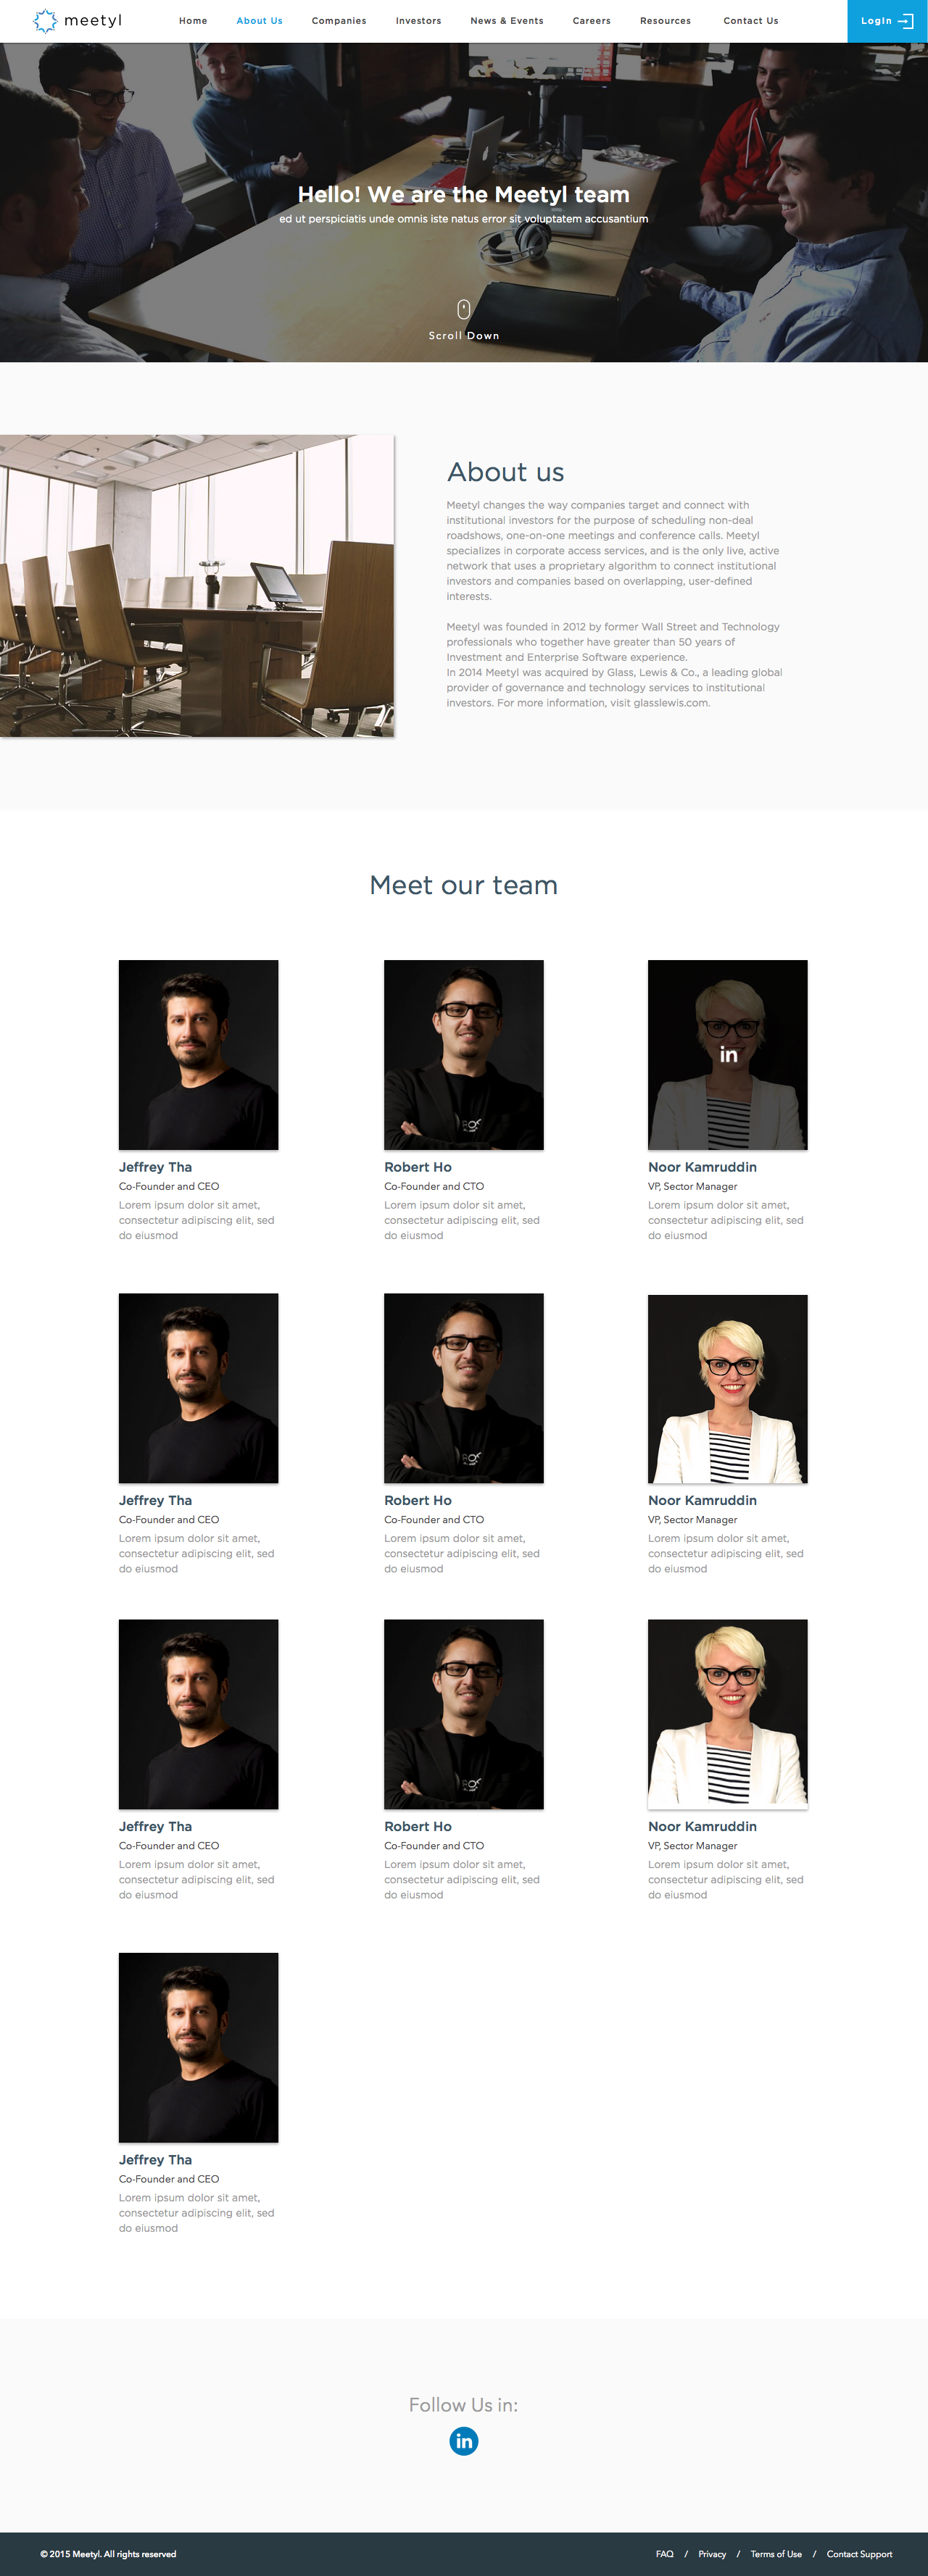 meetyl
Home About Us Companies Investors News & Events Careers Resources Contact Us LogIn
Hello! We are the Meetyl team
ed ut perspiciatis unde omnis iste natus error sit voluptatem accusantium
Scroll Down
About us
Meetyl changes the way companies target and connect with
institutional investors for the purpose of scheduling non-deal
roadshows, one-on-one meetings and conference calls. Meetyl
specializes in corporate access services, and is the only live, active
network that uses a proprietary algorithm to connect institutional
investors and companies based on overlapping, user-defined
interests.
Meetyl was founded in 2012 by former Wall Street and Technology
professionals who together have greater than 50 years of
Investment and Enterprise Software experience.
In 2014 Meetyl was acquired by Glass, Lewis & Co., a leading global
provider of governance and technology services to institutional
investors. For more information, visit glasslewis.com.
Meet our team
in
Jeffrey Tha
Co-Founder and CEO
Lorem ipsum dolor sit amet,
consectetur adipiscing elit, sed
do eiusmod
Robert Ho
Co-Founder and CTO
Lorem ipsum dolor sit amet,
consectetur adipiscing elit, sed
do eiusmod
Noor Kamruddin
VP, Sector Manager
Lorem ipsum dolor sit amet,
consectetur adipiscing elit, sed
do eiusmod
Jeffrey Tha
Co-Founder and CEO
Lorem ipsum dolor sit amet,
consectetur adipiscing elit, sed
do eiusmod
Robert Ho
Co-Founder and CTO
Lorem ipsum dolor sit amet,
consectetur adipiscing elit, sed
do eiusmod
Noor Kamruddin
VP, Sector Manager
Lorem ipsum dolor sit amet,
consectetur adipiscing elit, sed
do eiusmod
Jeffrey Tha
Co-Founder and CEO
Lorem ipsum dolor sit amet,
consectetur adipiscing elit, sed
do eiusmod
Robert Ho
Co-Founder and CTO
Lorem ipsum dolor sit amet,
consectetur adipiscing elit, sed
do eiusmod
Noor Kamruddin
VP, Sector Manager
Lorem ipsum dolor sit amet,
consectetur adipiscing elit, sed
do eiusmod
Jeffrey Tha
Co-Founder and CEO
Lorem ipsum dolor sit amet,
consectetur adipiscing elit, sed
do eiusmod
Follow Us in:
in
© 2015 Meetyl. All rights reserved
FAQ / Privacy / Terms of Use / Contact Support